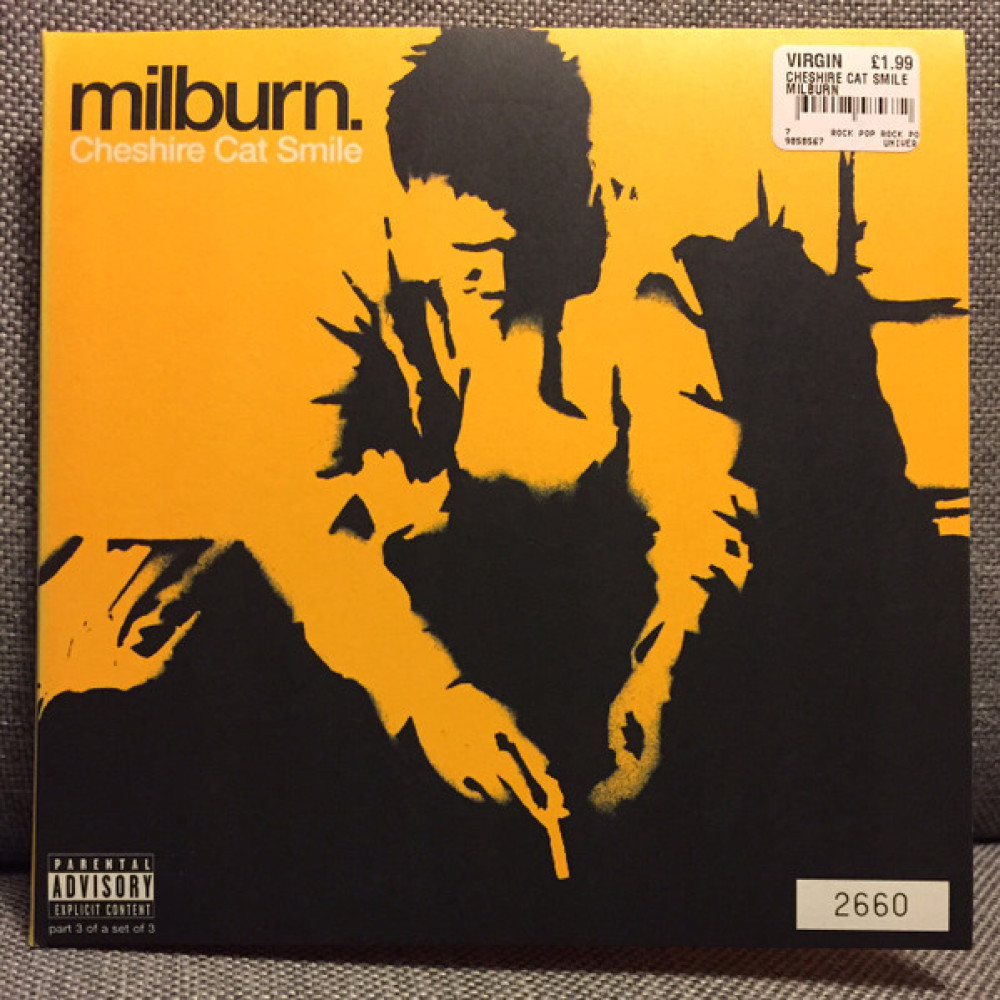 milburn.
Cheshire Cat Smile
VIRGIN £1.99
CHESHIRE CAT SMILE
MILBURN
7 ROCK POP ROCK PO
9858567 UNIVER
PARENTAL
ADVISORY
EXPLICIT CONTENT
part 3 of a set of 3
2660